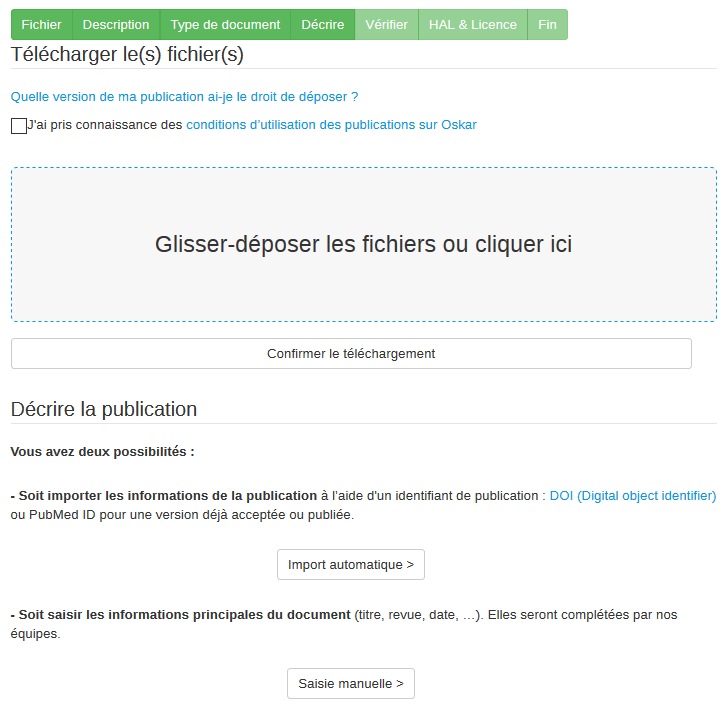 Fichier Description Type de document Décrire Vérifier HAL & Licence Fin
Télécharger le(s) fichier(s)
Quelle version de ma publication ai-je le droit de déposer ?
J'ai pris connaissance des conditions d'utilisation des publications sur Oskar
Glisser-déposer les fichiers ou cliquer ici
Confirmer le téléchargement
Décrire la publication
Vous avez deux possibilités :
- Soit importer les informations de la publication à l'aide d'un identifiant de publication : DOI (Digital object identifier)
ou PubMed ID pour une version déjà acceptée ou publiée.
Import automatique >
- Soit saisir les informations principales du document (titre, revue, date, …). Elles seront complétées par nos
équipes.
Saisie manuelle >